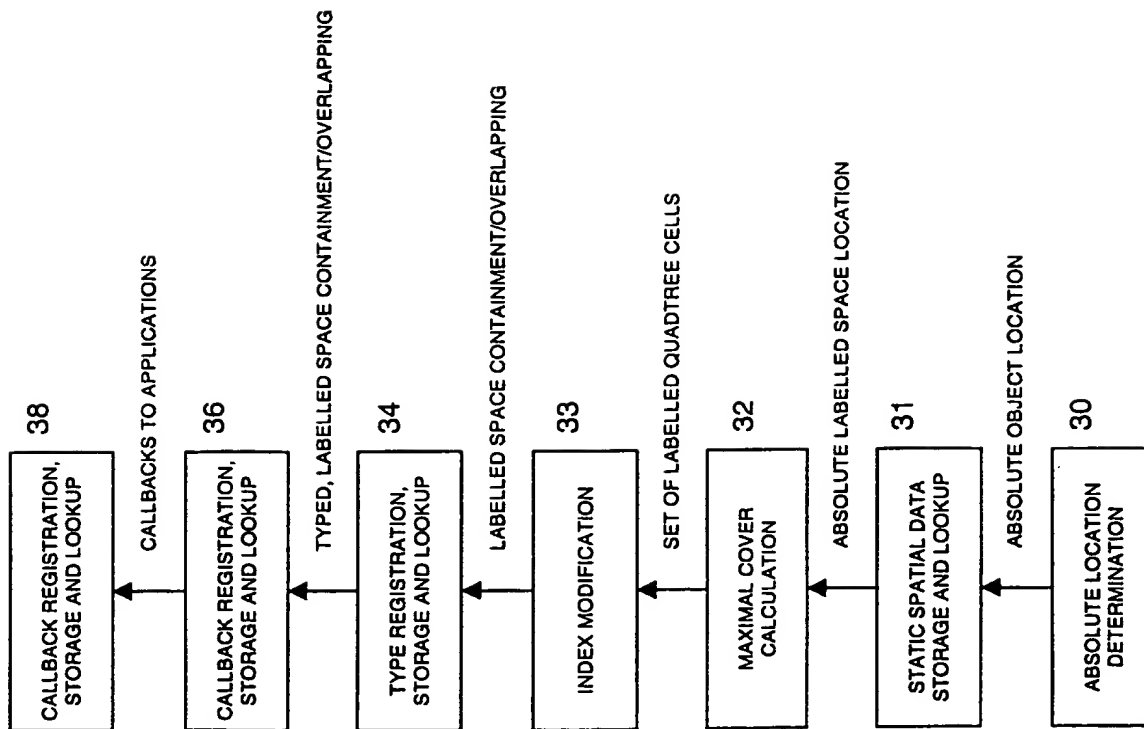 38
CALLBACK REGISTRATION,
STORAGE AND LOOKUP
CALLBACKS TO APPLICATIONS
36
CALLBACK REGISTRATION,
STORAGE AND LOOKUP
TYPED, LABELLED SPACE CONTAINMENT/OVERLAPPING
34
TYPE REGISTRATION,
STORAGE AND LOOKUP
LABELLED SPACE CONTAINMENT/OVERLAPPING
33
INDEX MODIFICATION
SET OF LABELLED QUADTREE CELLS
32
MAXIMAL COVER
CALCULATION
ABSOLUTE LABELLED SPACE LOCATION
31
STATIC SPATIAL DATA
STORAGE AND LOOKUP
ABSOLUTE OBJECT LOCATION
30
ABSOLUTE LOCATION
DETERMINATION